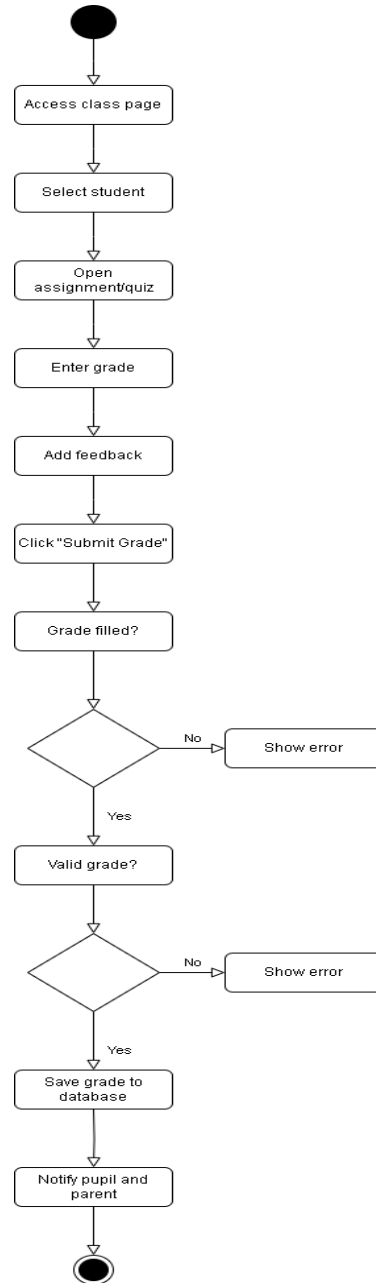 Access class page
Select student
Open
assignment/quiz
Enter grade
Add feedback
Click "Submit Grade"
Grade filled?
No
Show error
Yes
Valid grade?
No
Show error
Yes
Save grade to
database
Notify pupil and
parent